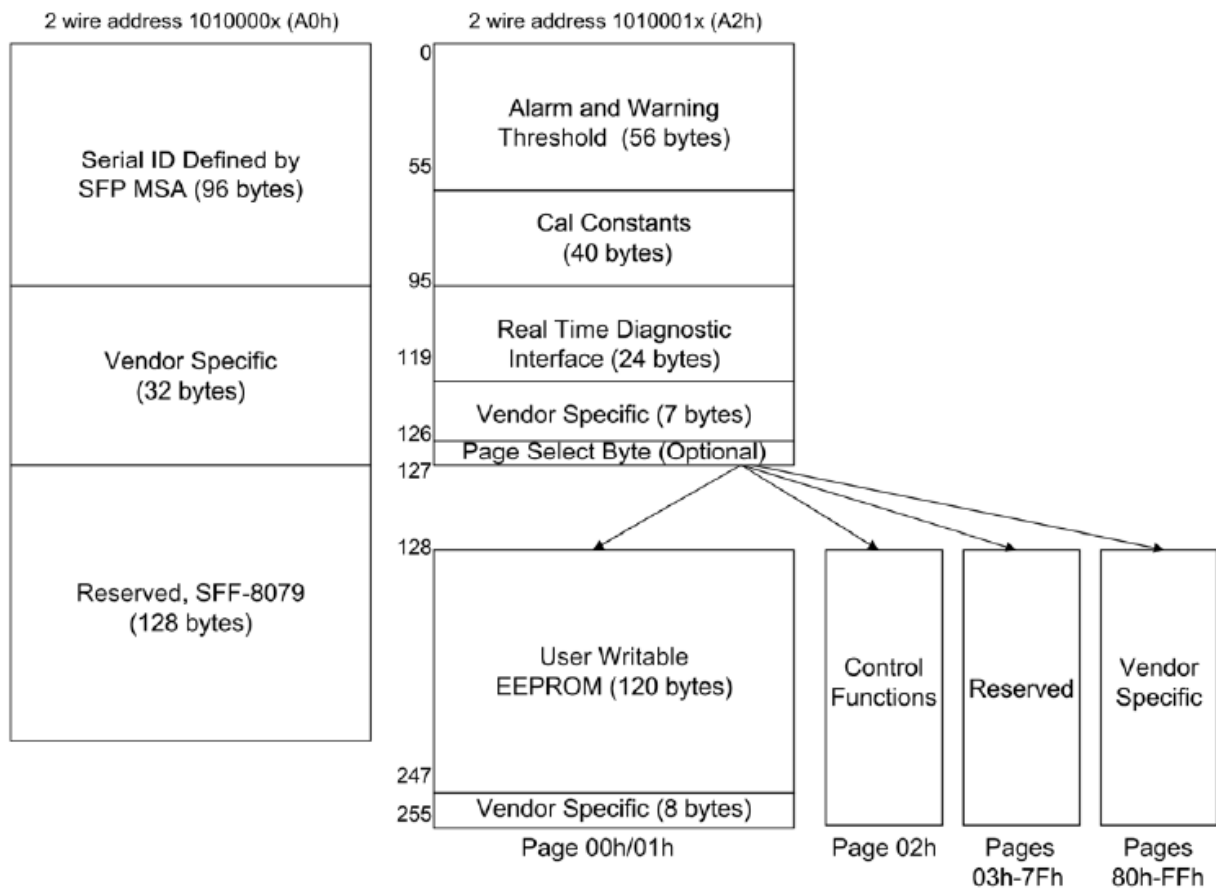 2 wire address 1010000x (A0h)
Serial ID Defined by
SFP MSA (96 bytes)
Vendor Specific
(32 bytes)
Reserved, SFF-8079
(128 bytes)
2 wire address 1010001x (A2h)
0
Alarm and Warning
Threshold (56 bytes)
55
Cal Constants
(40 bytes)
95
Real Time Diagnostic
Interface (24 bytes)
119
Vendor Specific (7 bytes)
126
Page Select Byte (Optional)
127
128
User Writable
EEPROM (120 bytes)
247
Vendor Specific (8 bytes)
255
Page 00h/01h
Control
Functions
Page 02h
Reserved
Pages
03h-7Fh
Vendor
Specific
Pages
80h-FFh